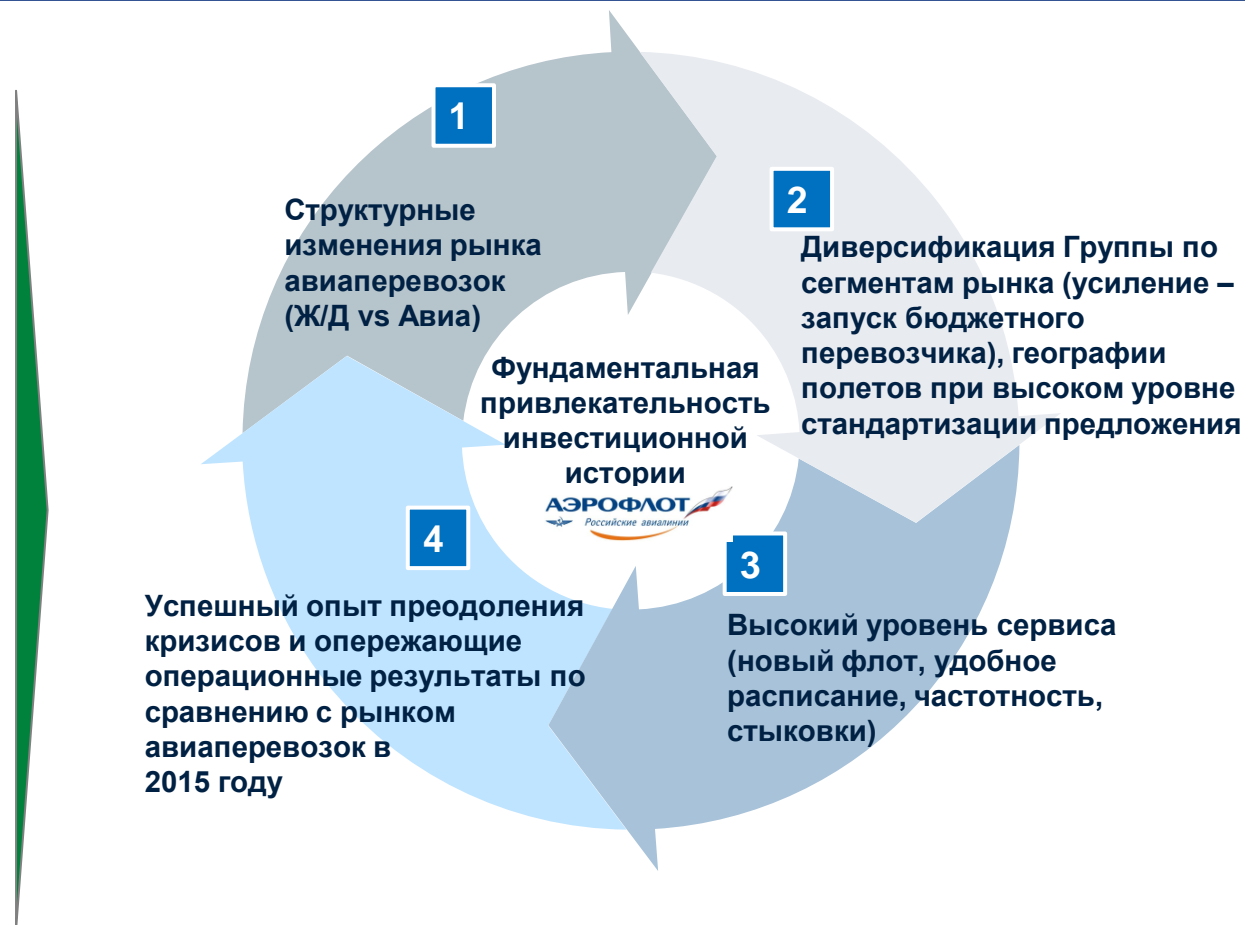 1
Структурные
изменения рынка
авиаперевозок
(Ж/Д vs Авиа)
2
Диверсификация Группы по
сегментам рынка (усиление –
запуск бюджетного
перевозчика), географии
полетов при высоком уровне
стандартизации предложения
Фундаментальная
привлекательность
инвестиционной
истории
АЭРОФЛОТ
Российские авиалинии
3
Высокий уровень сервиса
(новый флот, удобное
расписание, частотность,
стыковки)
4
Успешный опыт преодоления
кризисов и опережающие
операционные результаты по
сравнению с рынком
авиаперевозок в
2015 году